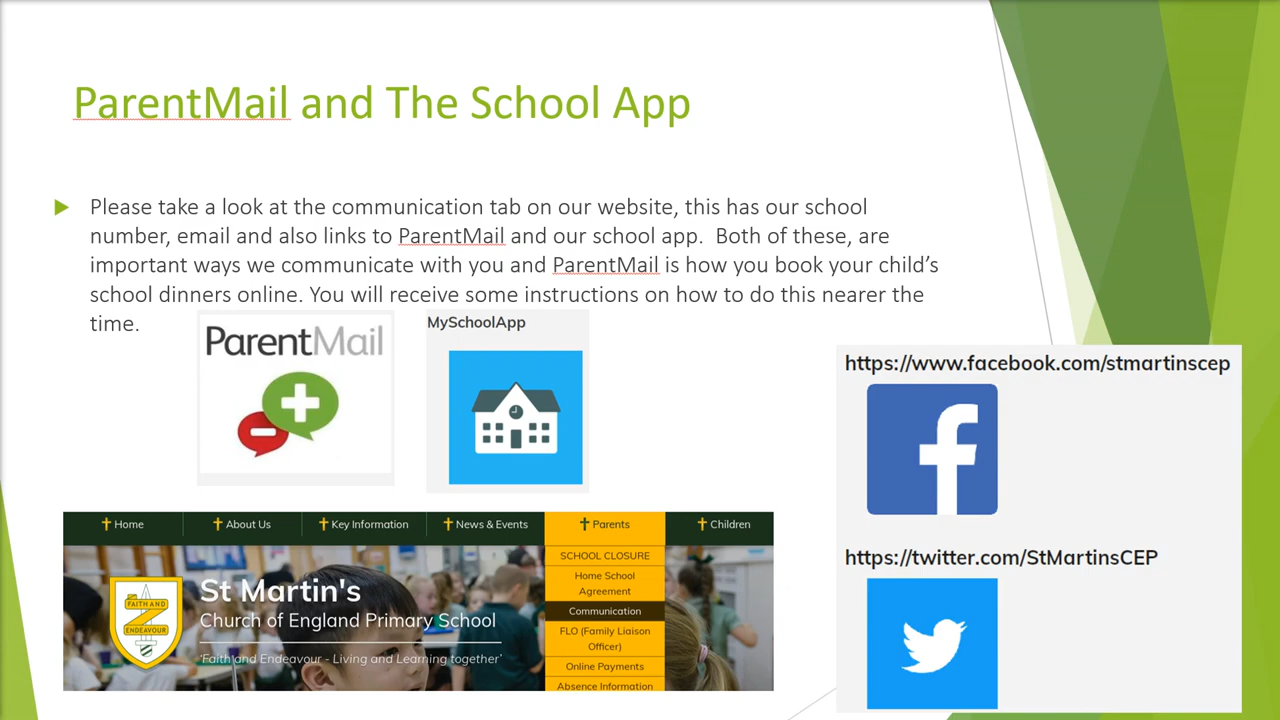 ParentMail and The School App
Please take a look at the communication tab on our website, this has our school
number, email and also links to ParentMail and our school app.  Both of these, are
important ways we communicate with you and ParentMail is how you book your child’s
school dinners online. You will receive some instructions on how to do this nearer the
time.
ParentMail
MySchoolApp
https://www.facebook.com/stmartinscep
https://twitter.com/StMartinsCEP
Home
About Us
Key Information
News & Events
Parents
Children
SCHOOL CLOSURE
Home School
Agreement
Communication
FLO (Family Liaison
Officer)
Online Payments
Absence Information
FAITH AND
ENDEAVOUR
St Martin's
Church of England Primary School
‘Faith and Endeavour - Living and Learning together’